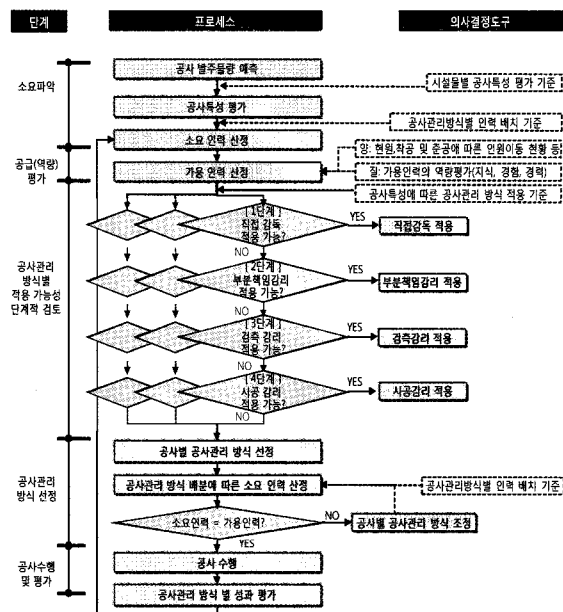 단계
프로세스
의사결정도구
공사 발주물량 예측
시설물별 공사특성 평가 기준
소요파악
공사특성 평가
공사관리방식별 인력 배치 기준
소요 인력 산정
공급(역량)
평가
가용 인력 산정
양: 현원,착공 및 준공에 따른 인원이동 현황 등
질: 가용인력의 역량평가(지식, 경험, 경력)
공사특성에 따른 공사관리 방식 적용 기준
공사관리
방식별
적용 가능성
단계적 검토
[ 1단계 ]
직접 감독
적용 가능?
YES
직접감독 적용
NO
[ 2단계 ]
부분책임감리
적용 가능?
YES
부분책임감리 적용
NO
[ 3단계 ]
검측 감리
적용 가능?
YES
검측감리 적용
NO
[ 4단계 ]
시공 감리
적용 가능?
YES
시공감리 적용
NO
공사관리
방식 선정
공사별 공사관리 방식 선정
공사관리 방식 배분에 따른 소요 인력 산정
공사관리방식별 인력 배치 기준
소요인력 = 가용인력?
NO
공사별 공사관리 방식 조정
YES
공사수행
및 평가
공사 수행
공사관리 방식 별 성과 평가